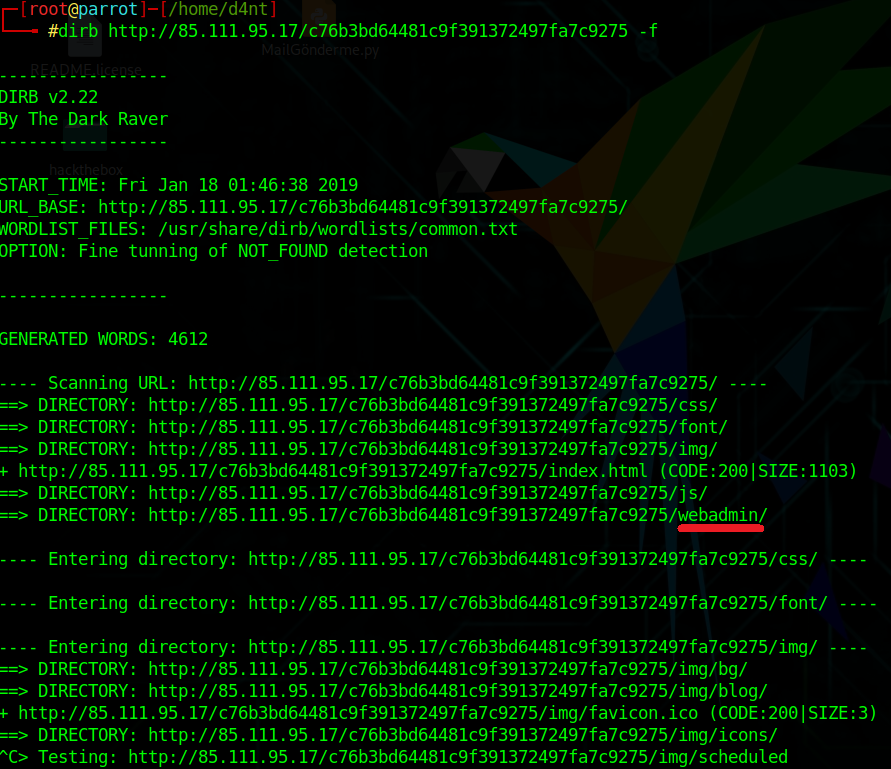 ┌─[root@parrot]─[/home/d4nt]
└──╼ #dirb http://85.111.95.17/c76b3bd64481c9f391372497fa7c9275 -f
MailGonderme.py
README.license
-----------------
DIRB v2.22
By The Dark Raver
-----------------
hackthebox
START_TIME: Fri Jan 18 01:46:38 2019
URL_BASE: http://85.111.95.17/c76b3bd64481c9f391372497fa7c9275/
WORDLIST_FILES: /usr/share/dirb/wordlists/common.txt
OPTION: Fine tunning of NOT_FOUND detection
-----------------
GENERATED WORDS: 4612
---- Scanning URL: http://85.111.95.17/c76b3bd64481c9f391372497fa7c9275/ ----
==> DIRECTORY: http://85.111.95.17/c76b3bd64481c9f391372497fa7c9275/css/
==> DIRECTORY: http://85.111.95.17/c76b3bd64481c9f391372497fa7c9275/font/
==> DIRECTORY: http://85.111.95.17/c76b3bd64481c9f391372497fa7c9275/img/
+ http://85.111.95.17/c76b3bd64481c9f391372497fa7c9275/index.html (CODE:200|SIZE:1103)
==> DIRECTORY: http://85.111.95.17/c76b3bd64481c9f391372497fa7c9275/js/
==> DIRECTORY: http://85.111.95.17/c76b3bd64481c9f391372497fa7c9275/webadmin/
---- Entering directory: http://85.111.95.17/c76b3bd64481c9f391372497fa7c9275/css/ ----
---- Entering directory: http://85.111.95.17/c76b3bd64481c9f391372497fa7c9275/font/ ----
---- Entering directory: http://85.111.95.17/c76b3bd64481c9f391372497fa7c9275/img/ ----
==> DIRECTORY: http://85.111.95.17/c76b3bd64481c9f391372497fa7c9275/img/bg/
==> DIRECTORY: http://85.111.95.17/c76b3bd64481c9f391372497fa7c9275/img/blog/
+ http://85.111.95.17/c76b3bd64481c9f391372497fa7c9275/img/favicon.ico (CODE:200|SIZE:3)
==> DIRECTORY: http://85.111.95.17/c76b3bd64481c9f391372497fa7c9275/img/icons/
^C> Testing: http://85.111.95.17/c76b3bd64481c9f391372497fa7c9275/img/scheduled